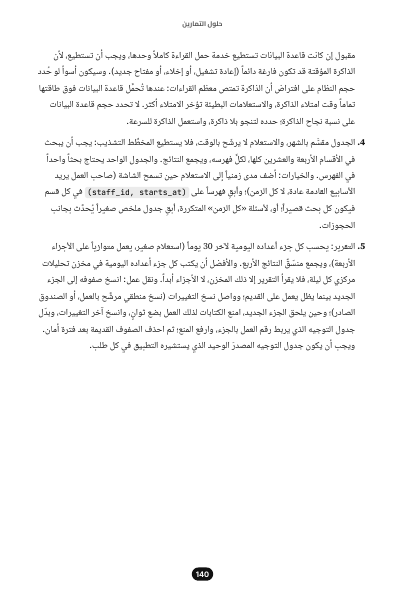 حلول التمارين
مقبول إن كانت قاعدة البيانات تستطيع خدمة حمل القراءة كاملاً وحدها، ويجب أن تستطيع، لأن
الذاكرة المؤقتة قد تكون فارغة دائماً (إعادة تشغيل، أو إخلاء، أو مفتاح جديد). وسيكون أسوأ لو حُدد
حجم النظام على افتراض أن الذاكرة تمتص معظم القراءات: عندها تُحمَّل قاعدة البيانات فوق طاقتها
تماماً وقت امتلاء الذاكرة، والاستعلامات البطيئة تؤخر الامتلاء أكثر. لا تحدد حجم قاعدة البيانات
على نسبة نجاح الذاكرة؛ حدده لتنجو بلا ذاكرة، واستعمل الذاكرة للسرعة.
4. الجدول مقسَّم بالشهر، والاستعلام لا يرشّح بالوقت، فلا يستطيع المخطِّط التشذيب: يجب أن يبحث
في الأقسام الأربعة والعشرين كلها، لكلٍّ فهرسه، ويجمع النتائج. والجدول الواحد يحتاج بحثاً واحداً
في الفهرس. والخيارات: أضف مدى زمنياً إلى الاستعلام حين تسمح الشاشة (صاحب العمل يريد
الأسابيع القادمة عادة، لا كل الزمن)؛ وأبقِ فهرساً على (staff_id, starts_at) في كل قسم
فيكون كل بحث قصيراً؛ أو، لأسئلة «كل الزمن» المتكررة، أبقِ جدول ملخص صغيراً يُحدَّث بجانب
الحجوزات.
5. التقرير: يحسب كل جزء أعداده اليومية لآخر 30 يوماً (استعلام صغير، يعمل متوازياً على الأجزاء
الأربعة)، ويجمع منسّقٌ النتائج الأربع. والأفضل أن يكتب كل جزء أعداده اليومية في مخزن تحليلات
مركزي كل ليلة، فلا يقرأ التقرير إلا ذلك المخزن، لا الأجزاء أبداً. ونقل عمل: انسخ صفوفه إلى الجزء
الجديد بينما يظل يعمل على القديم؛ وواصل نسخ التغييرات (نسخ منطقي مرشَّح بالعمل، أو الصندوق
الصادر)؛ وحين يلحق الجزء الجديد، امنع الكتابات لذلك العمل بضع ثوانٍ، وانسخ آخر التغييرات، وبدّل
جدول التوجيه الذي يربط رقم العمل بالجزء، وارفع المنع؛ ثم احذف الصفوف القديمة بعد فترة أمان.
ويجب أن يكون جدول التوجيه المصدرَ الوحيد الذي يستشيره التطبيق في كل طلب.
140